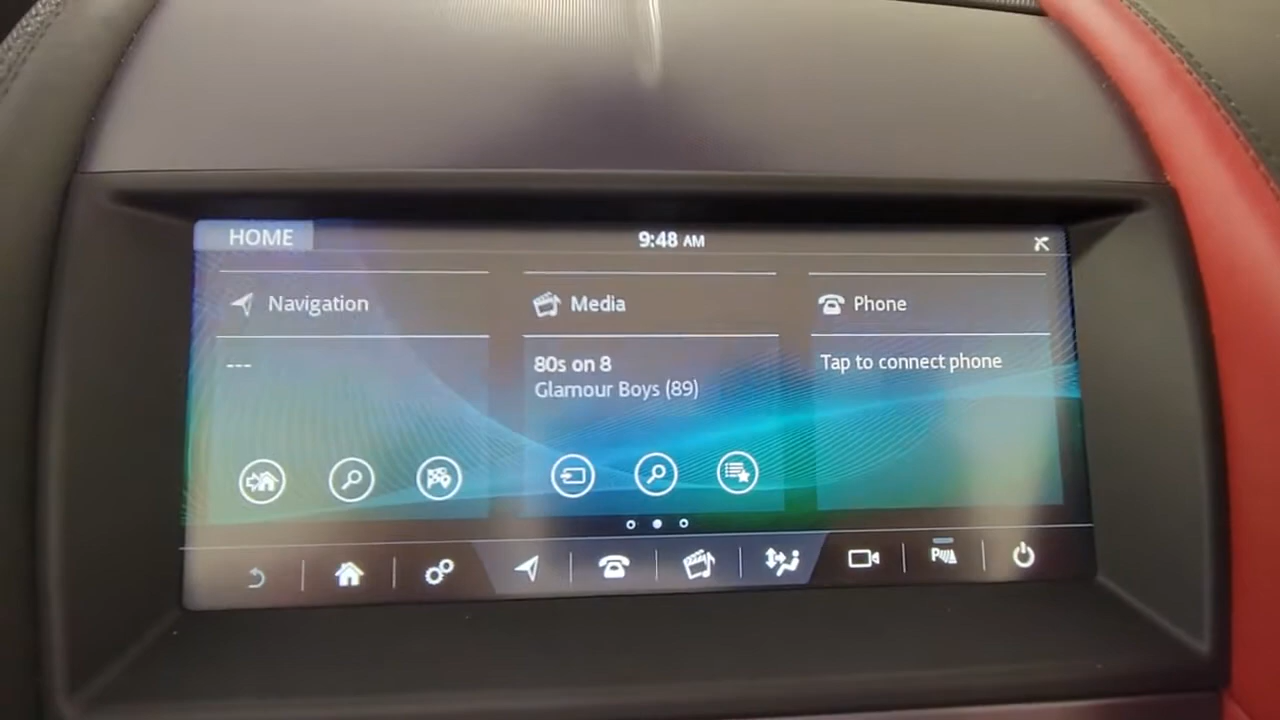 HOME
9:48 AM
Navigation
Media
Phone
---
80s on 8
Glamour Boys (89)
Tap to connect phone
P